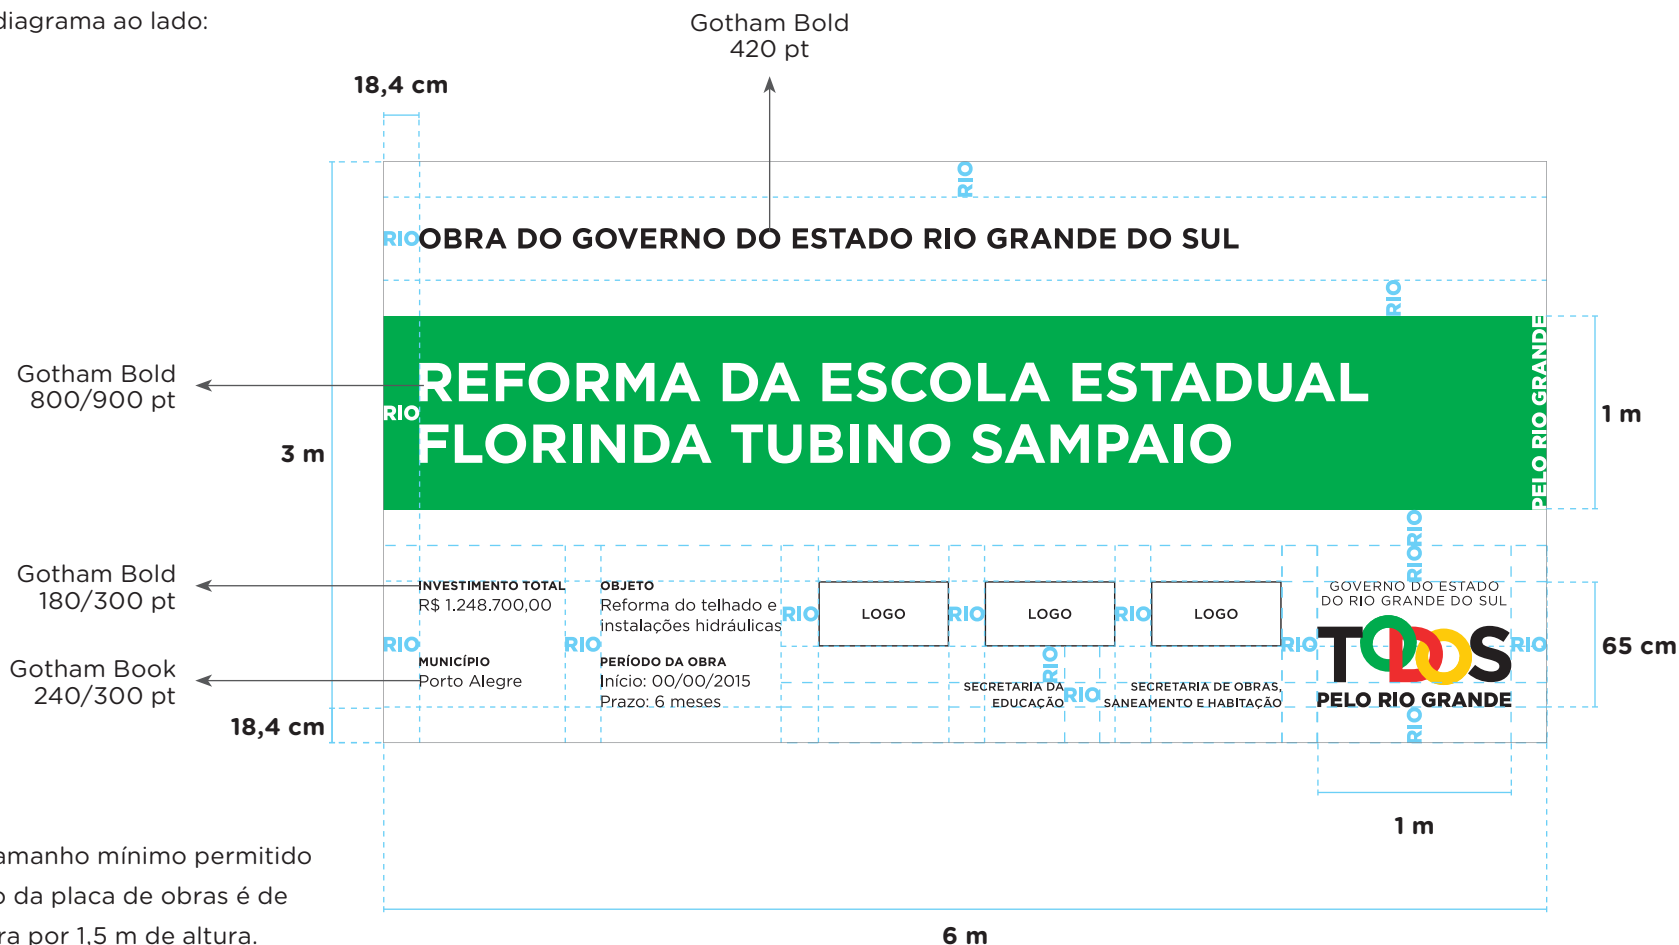 diagrama ao lado:
Gotham Bold
420 pt
18,4 cm
RIO
RIO
OBRA DO GOVERNO DO ESTADO RIO GRANDE DO SUL
RIO
Gotham Bold
800/900 pt
RIO
REFORMA DA ESCOLA ESTADUAL
FLORINDA TUBINO SAMPAIO
PELO RIO GRANDE
1 m
3 m
RIO
RIO
Gotham Bold
180/300 pt
INVESTIMENTO TOTAL
R$ 1.248.700,00
OBJETO
Reforma do telhado e
instalações hidráulicas
RIO
LOGO
RIO
LOGO
RIO
LOGO
GOVERNO DO ESTADO
DO RIO GRANDE DO SUL
RIO
RIO
RIO
TODOS
RIO
65 cm
PELO RIO GRANDE
Gotham Book
240/300 pt
MUNICÍPIO
Porto Alegre
PERÍODO DA OBRA
Início: 00/00/2015
Prazo: 6 meses
RIO
SECRETARIA DA
EDUCAÇÃO
RIO
SECRETARIA DE OBRAS,
SANEAMENTO E HABITAÇÃO
RIO
18,4 cm
1 m
amanho mínimo permitido
o da placa de obras é de
ra por 1,5 m de altura.
6 m